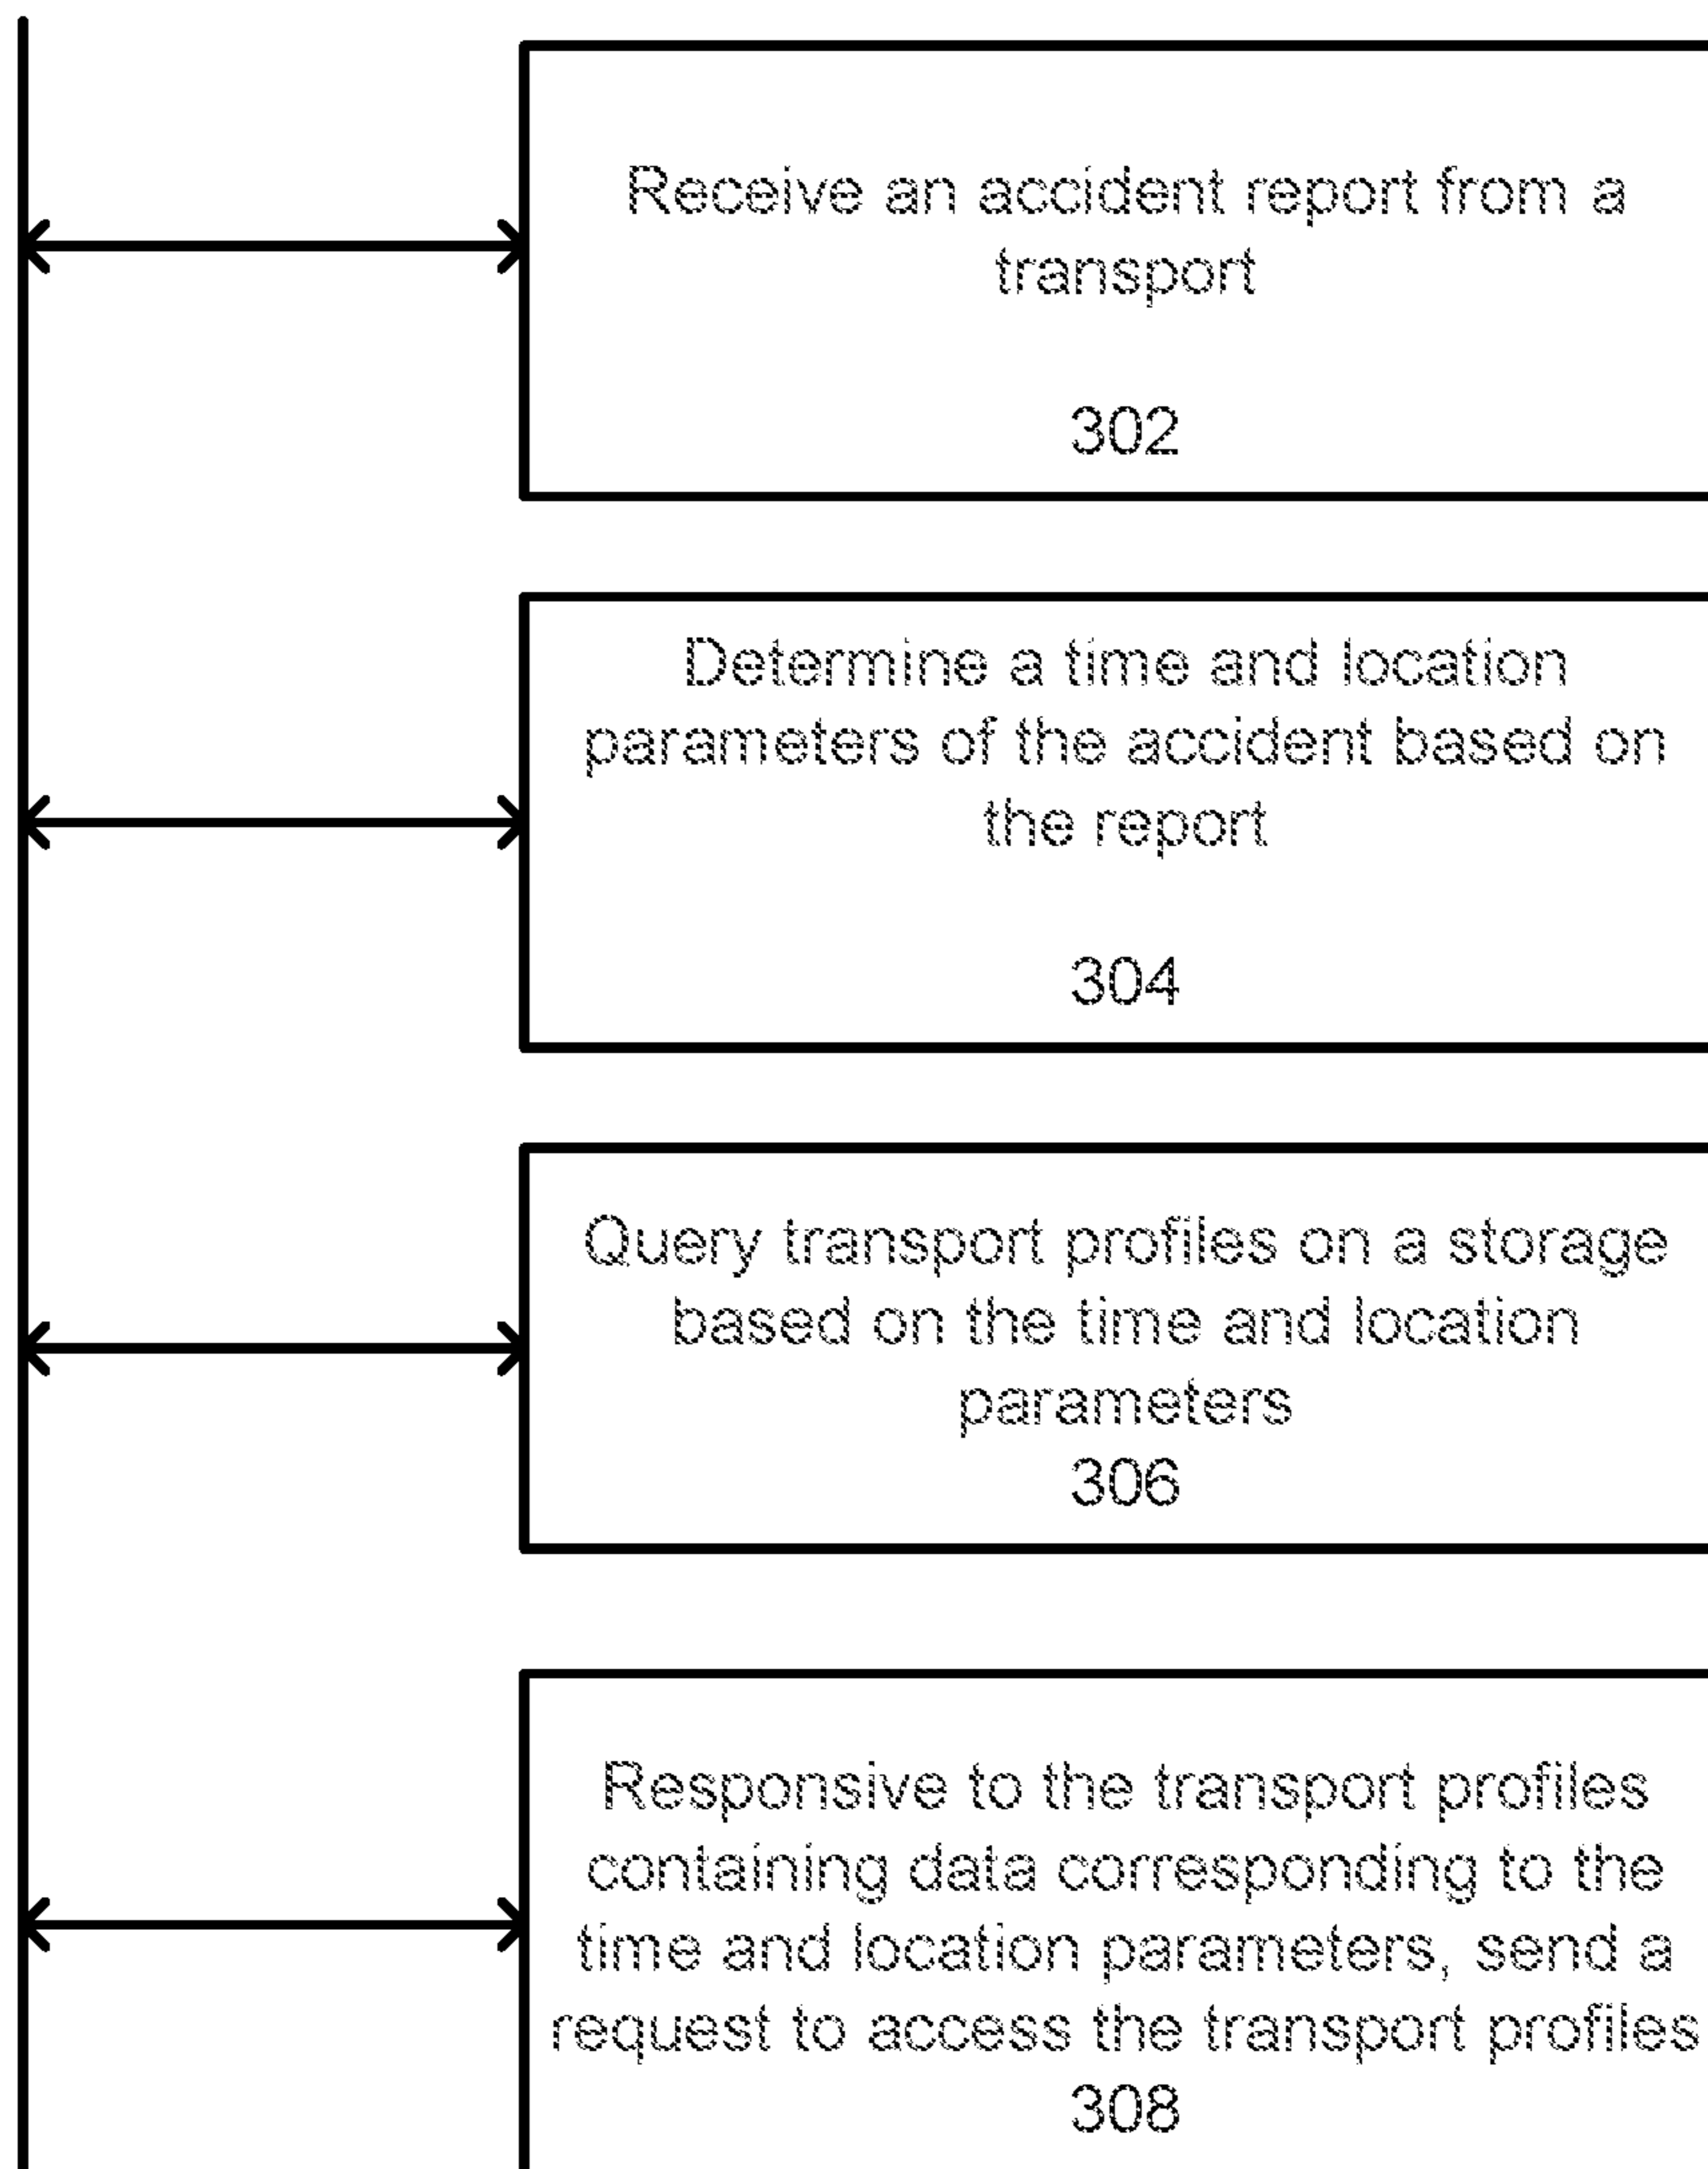 Receive an accident report from a
transport
302
Determine a time and location
parameters of the accident based on
the report
304
Query transport profiles on a storage
based on the time and location
parameters
306
Responsive to the transport profiles
containing data corresponding to the
time and location parameters, send a
request to access the transport profiles
308